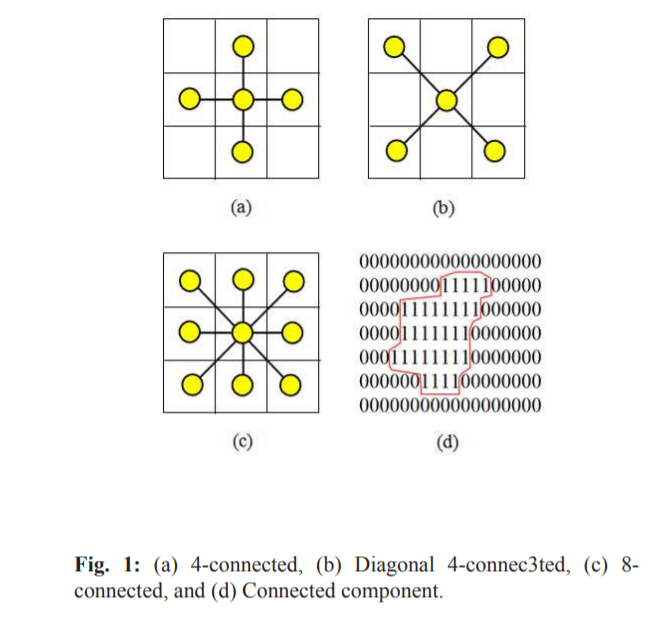 (a)
(b)
000000000000000000
000000001111100000
000011111111000000
000011111110000000
000111111110000000
000000111100000000
000000000000000000
(c)
(d)
Fig. 1: (a) 4-connected, (b) Diagonal 4-connec3ted, (c) 8-
connected, and (d) Connected component.